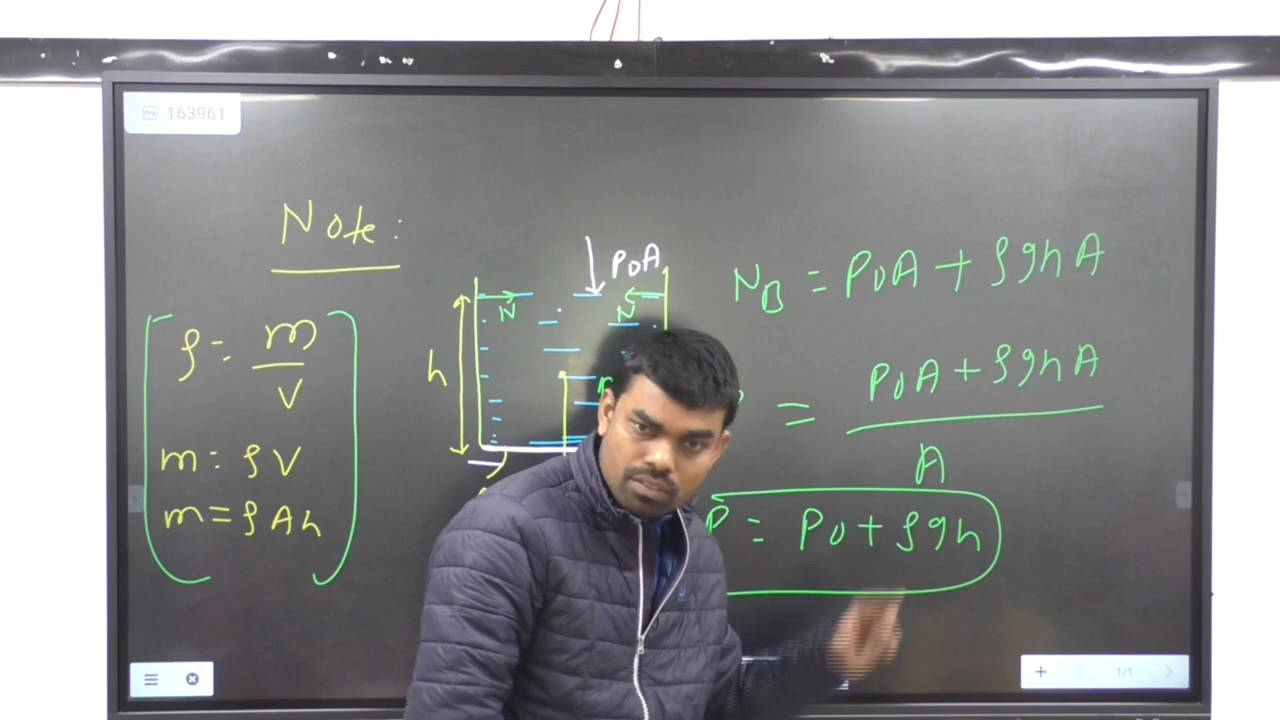 163961
Note:
ρ = m/V
m = ρV
m = ρAh
P₀A
N
N
h
N_B = P₀A + ρghA
= P₀A + ρghA
A
P = P₀ + ρgh
1/1